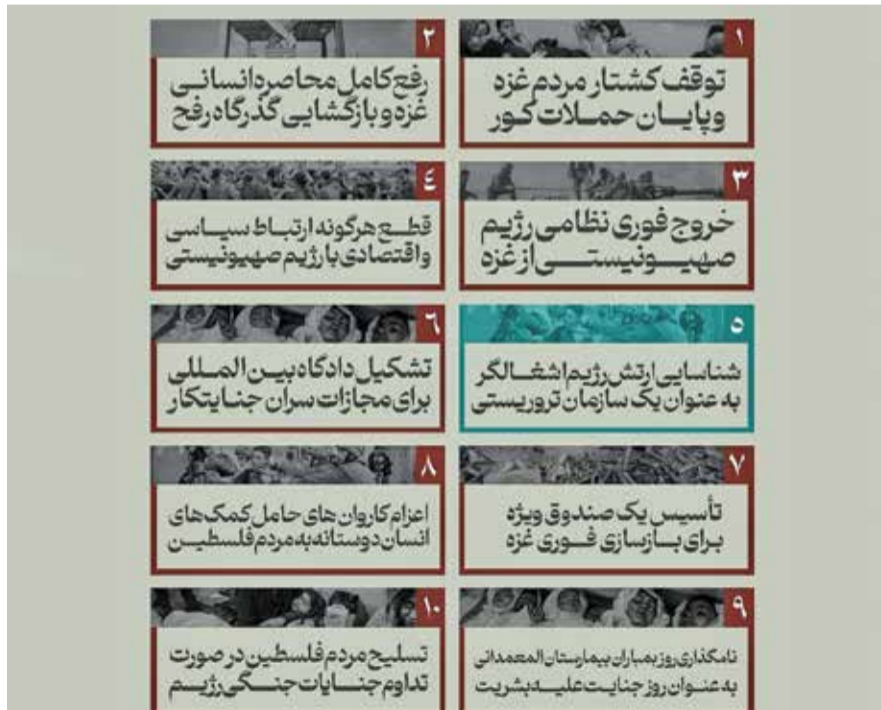 ۱
توقف کشتار مردم غزه
و پایان حملات کور
۲
رفع کامل محاصره انسانی
غزه و بازگشایی گذرگاه رفح
۳
خروج فوری نظامی رژیم
صهیونیستی از غزه
۴
قطع هرگونه ارتباط سیاسی
و اقتصادی با رژیم صهیونیستی
۵
شناسایی ارتش رژیم اشغالگر
به عنوان یک سازمان تروریستی
۶
تشکیل دادگاه بین المللی
برای مجازات سران جنایتکار
۷
تأسیس یک صندوق ویژه
برای بازسازی فوری غزه
۸
اعزام کاروان های حامل کمک های
انسان دوستانه به مردم فلسطین
۹
نامگذاری روز بمباران بیمارستان المعمدانی
به عنوان روز جنایت علیه بشریت
۱۰
تسلیح مردم فلسطین در صورت
تداوم جنایات جنگی رژیم